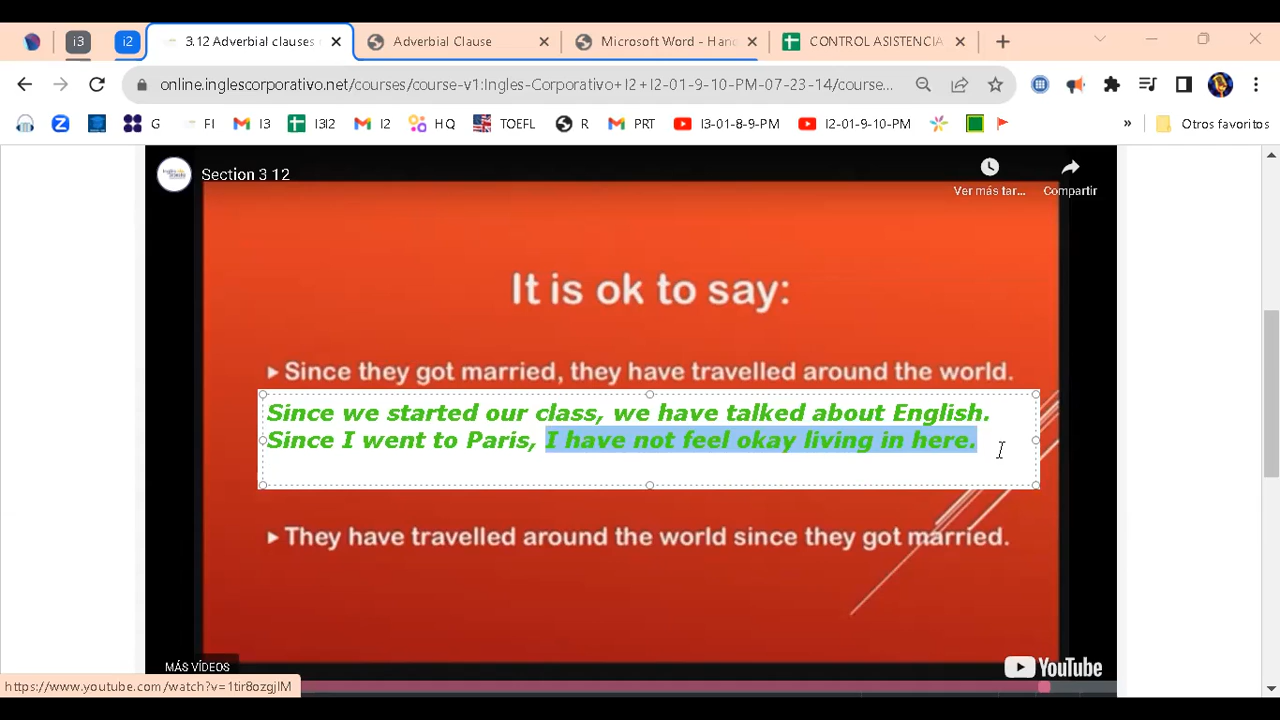 i3
i2
3.12 Adverbial clauses
Adverbial Clause
Microsoft Word - Hand
CONTROL ASISTENCIA
online.inglescorporativo.net/courses/course-v1:Ingles-Corporativo+I2+I2-01-9-10-PM-07-23-14/course...
G
FI
I3
I3I2
I2
HQ
TOEFL
R
PRT
I3-01-8-9-PM
I2-01-9-10-PM
»
Otros favoritos
Section 3 12
Ver más tar...
Compartir
It is ok to say:
Since they got married, they have travelled around the world.
Since we started our class, we have talked about English.
Since I went to Paris, I have not feel okay living in here.
They have travelled around the world since they got married.
MÁS VÍDEOS
YouTube
https://www.youtube.com/watch?v=1tir8ozgjlM